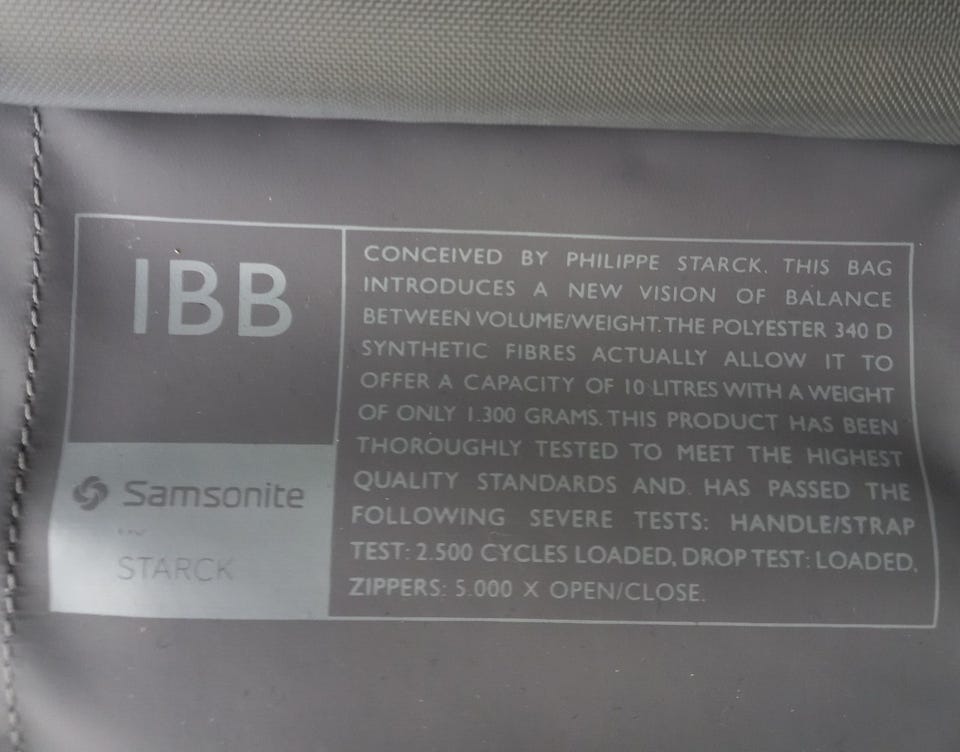 IBB
Samsonite
STARCK
CONCEIVED BY PHILIPPE STARCK, THIS BAG
INTRODUCES A NEW VISION OF BALANCE
BETWEEN VOLUME/WEIGHT. THE POLYESTER 340 D
SYNTHETIC FIBRES ACTUALLY ALLOW IT TO
OFFER A CAPACITY OF 10 LITRES WITH A WEIGHT
OF ONLY 1.300 GRAMS. THIS PRODUCT HAS BEEN
THOROUGHLY TESTED TO MEET THE HIGHEST
QUALITY STANDARDS AND HAS PASSED THE
FOLLOWING SEVERE TESTS: HANDLE/STRAP
TEST: 2.500 CYCLES LOADED, DROP TEST: LOADED,
ZIPPERS: 5.000 X OPEN/CLOSE.